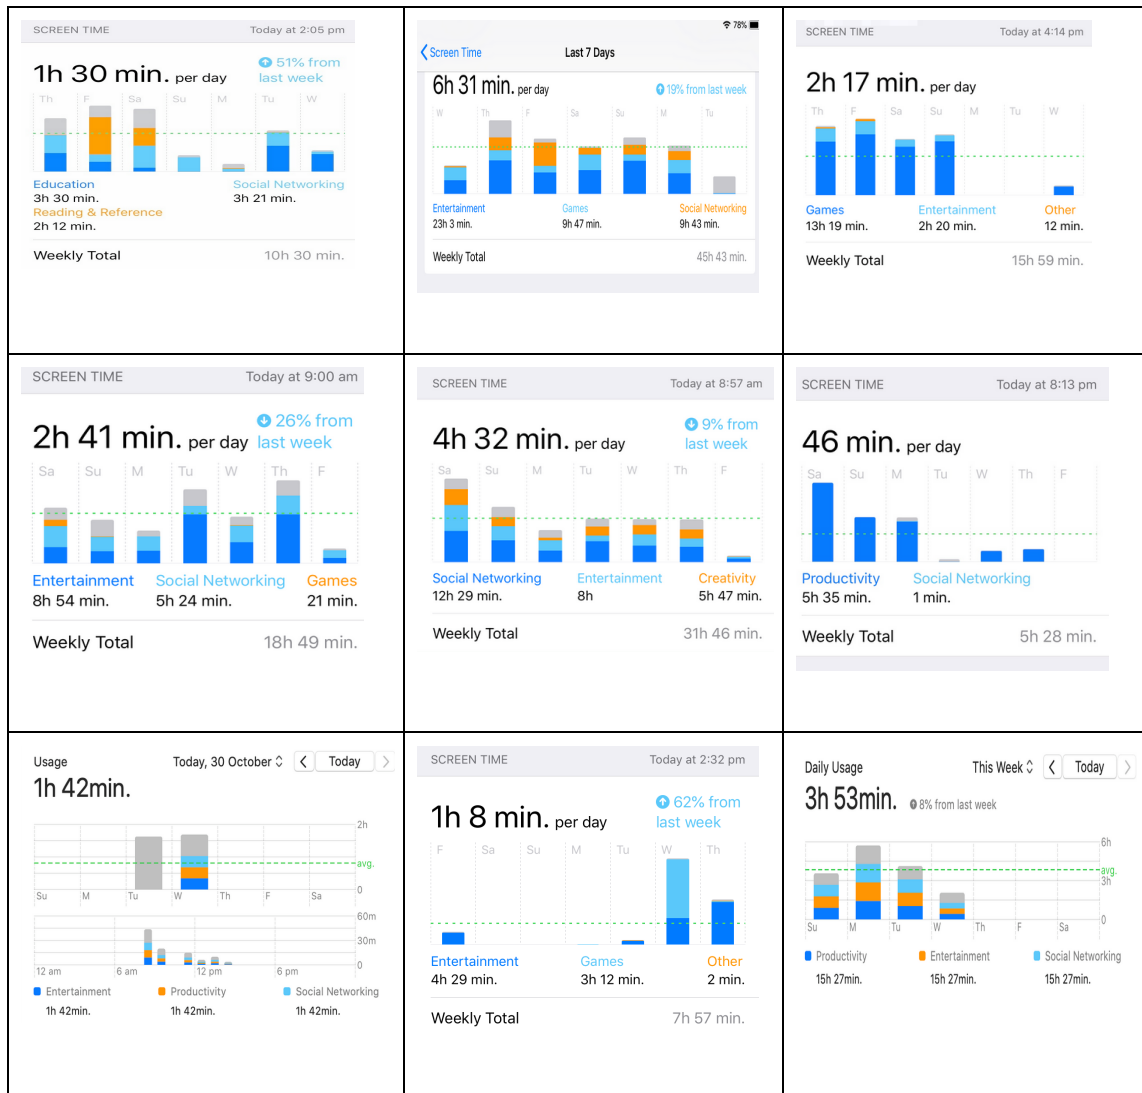 SCREEN TIME Today at 2:05 pm
1h 30 min. per day 51% from last week
Th F Sa Su M Tu W
Education Social Networking
3h 30 min. 3h 21 min.
Reading & Reference
2h 12 min.
Weekly Total 10h 30 min.
78%
Screen Time Last 7 Days
6h 31 min. per day 19% from last week
W Th F Sa Su M Tu
Entertainment Games Social Networking
23h 3 min. 9h 47 min. 9h 43 min.
Weekly Total 45h 43 min.
SCREEN TIME Today at 4:14 pm
2h 17 min. per day
Th F Sa Su M Tu W
Games Entertainment Other
13h 19 min. 2h 20 min. 12 min.
Weekly Total 15h 59 min.
SCREEN TIME Today at 9:00 am
2h 41 min. per day 26% from last week
Sa Su M Tu W Th F
Entertainment Social Networking Games
8h 54 min. 5h 24 min. 21 min.
Weekly Total 18h 49 min.
SCREEN TIME Today at 8:57 am
4h 32 min. per day 9% from last week
Sa Su M Tu W Th F
Social Networking Entertainment Creativity
12h 29 min. 8h 5h 47 min.
Weekly Total 31h 46 min.
SCREEN TIME Today at 8:13 pm
46 min. per day
Sa Su M Tu W Th F
Productivity Social Networking
5h 35 min. 1 min.
Weekly Total 5h 28 min.
Usage Today, 30 October Today
1h 42min.
2h
avg.
0
Su M Tu W Th F Sa
60m
30m
0
12 am 6 am 12 pm 6 pm
Entertainment Productivity Social Networking
1h 42min. 1h 42min. 1h 42min.
SCREEN TIME Today at 2:32 pm
1h 8 min. per day 62% from last week
F Sa Su M Tu W Th
Entertainment Games Other
4h 29 min. 3h 12 min. 2 min.
Weekly Total 7h 57 min.
Daily Usage This Week Today
3h 53min. 8% from last week
6h
avg.
3h
0
Su M Tu W Th F Sa
Productivity Entertainment Social Networking
15h 27min. 15h 27min. 15h 27min.